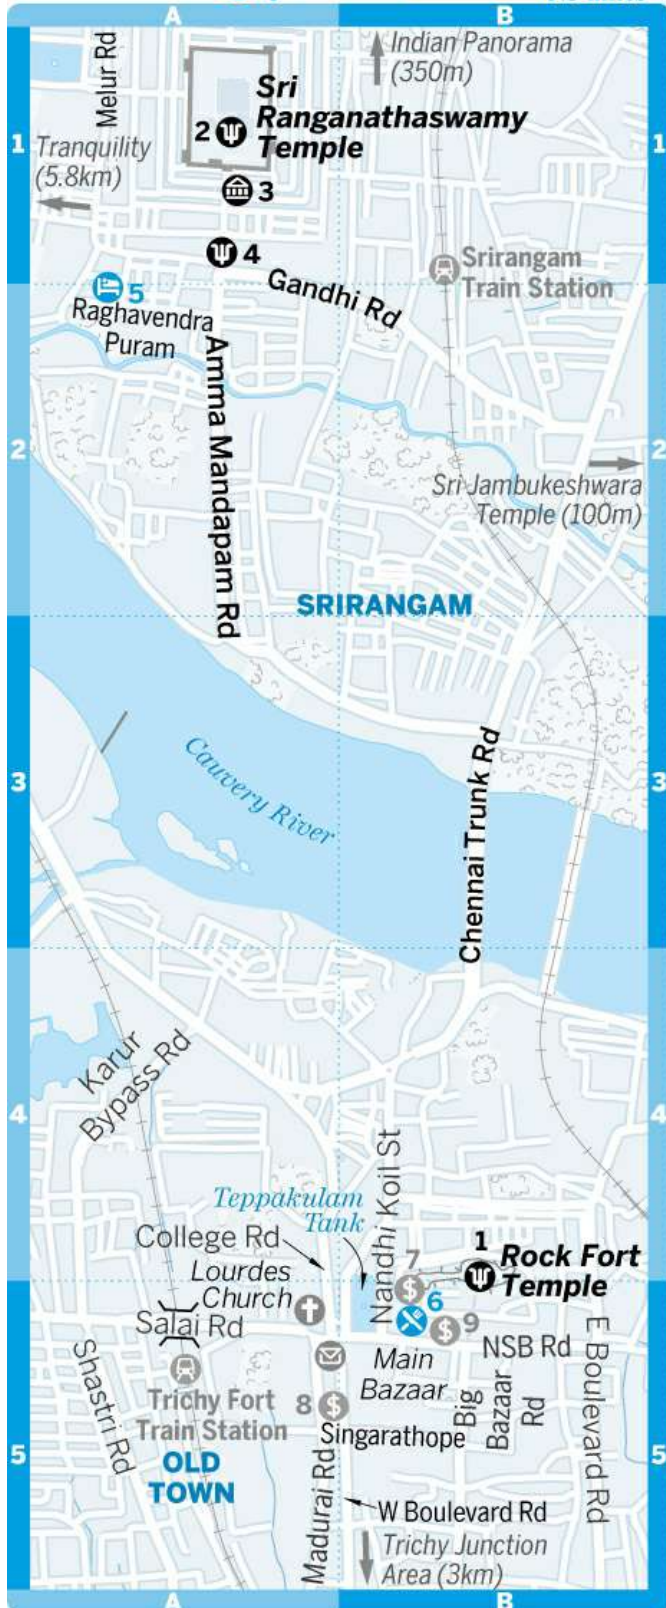 A
B
Melur Rd
Indian Panorama
(350m)
Sri
Ranganathaswamy
Temple
2
1
1
Tranquility
(5.8km)
3
4
Srirangam
Train Station
Gandhi Rd
5
Raghavendra
Puram
Amma Mandapam Rd
2
2
Sri Jambukeshwara
Temple (100m)
SRIRANGAM
3
3
Cauvery River
Chennai Trunk Rd
Karur
Bypass Rd
4
4
Teppakulam
Tank
Nandhi Koil St
College Rd
1
Rock Fort
Temple
7
Lourdes
Church
6
9
Salai Rd
NSB Rd
E Boulevard Rd
Shastri Rd
Main
Bazaar
Big
Bazaar
Rd
Trichy Fort
Train Station
8
Singarathope
5
5
OLD
TOWN
Madurai Rd
W Boulevard Rd
Trichy Junction
Area (3km)
A
B